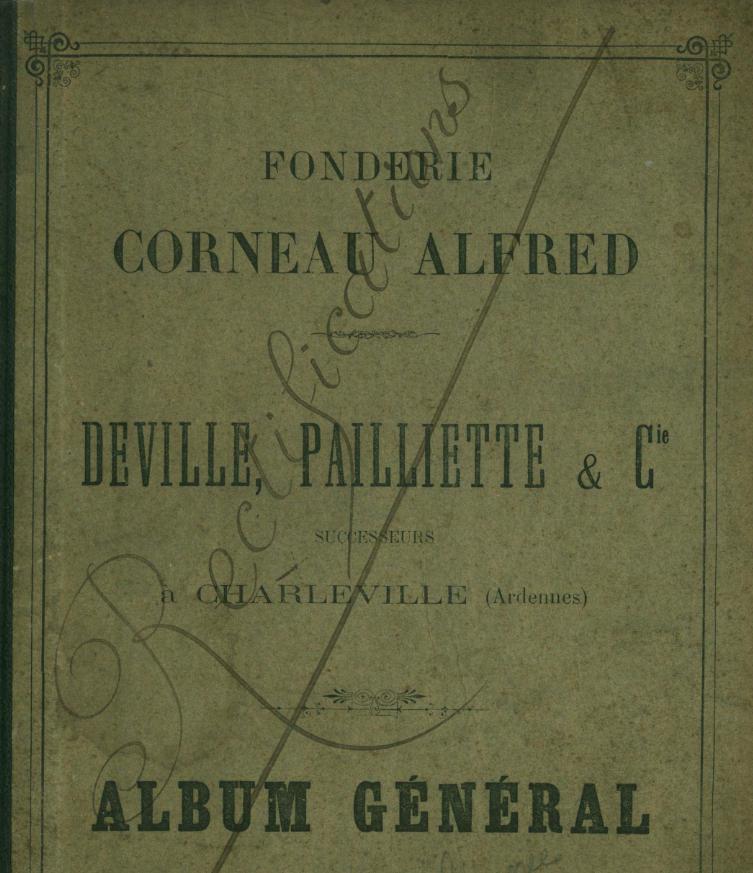 FONDERIE
CORNEAU ALFRED
DEVILLE, PAILLIETTE & Cie
SUCCESSEURS
à CHARLEVILLE (Ardennes)
ALBUM GÉNÉRAL
Rectifications